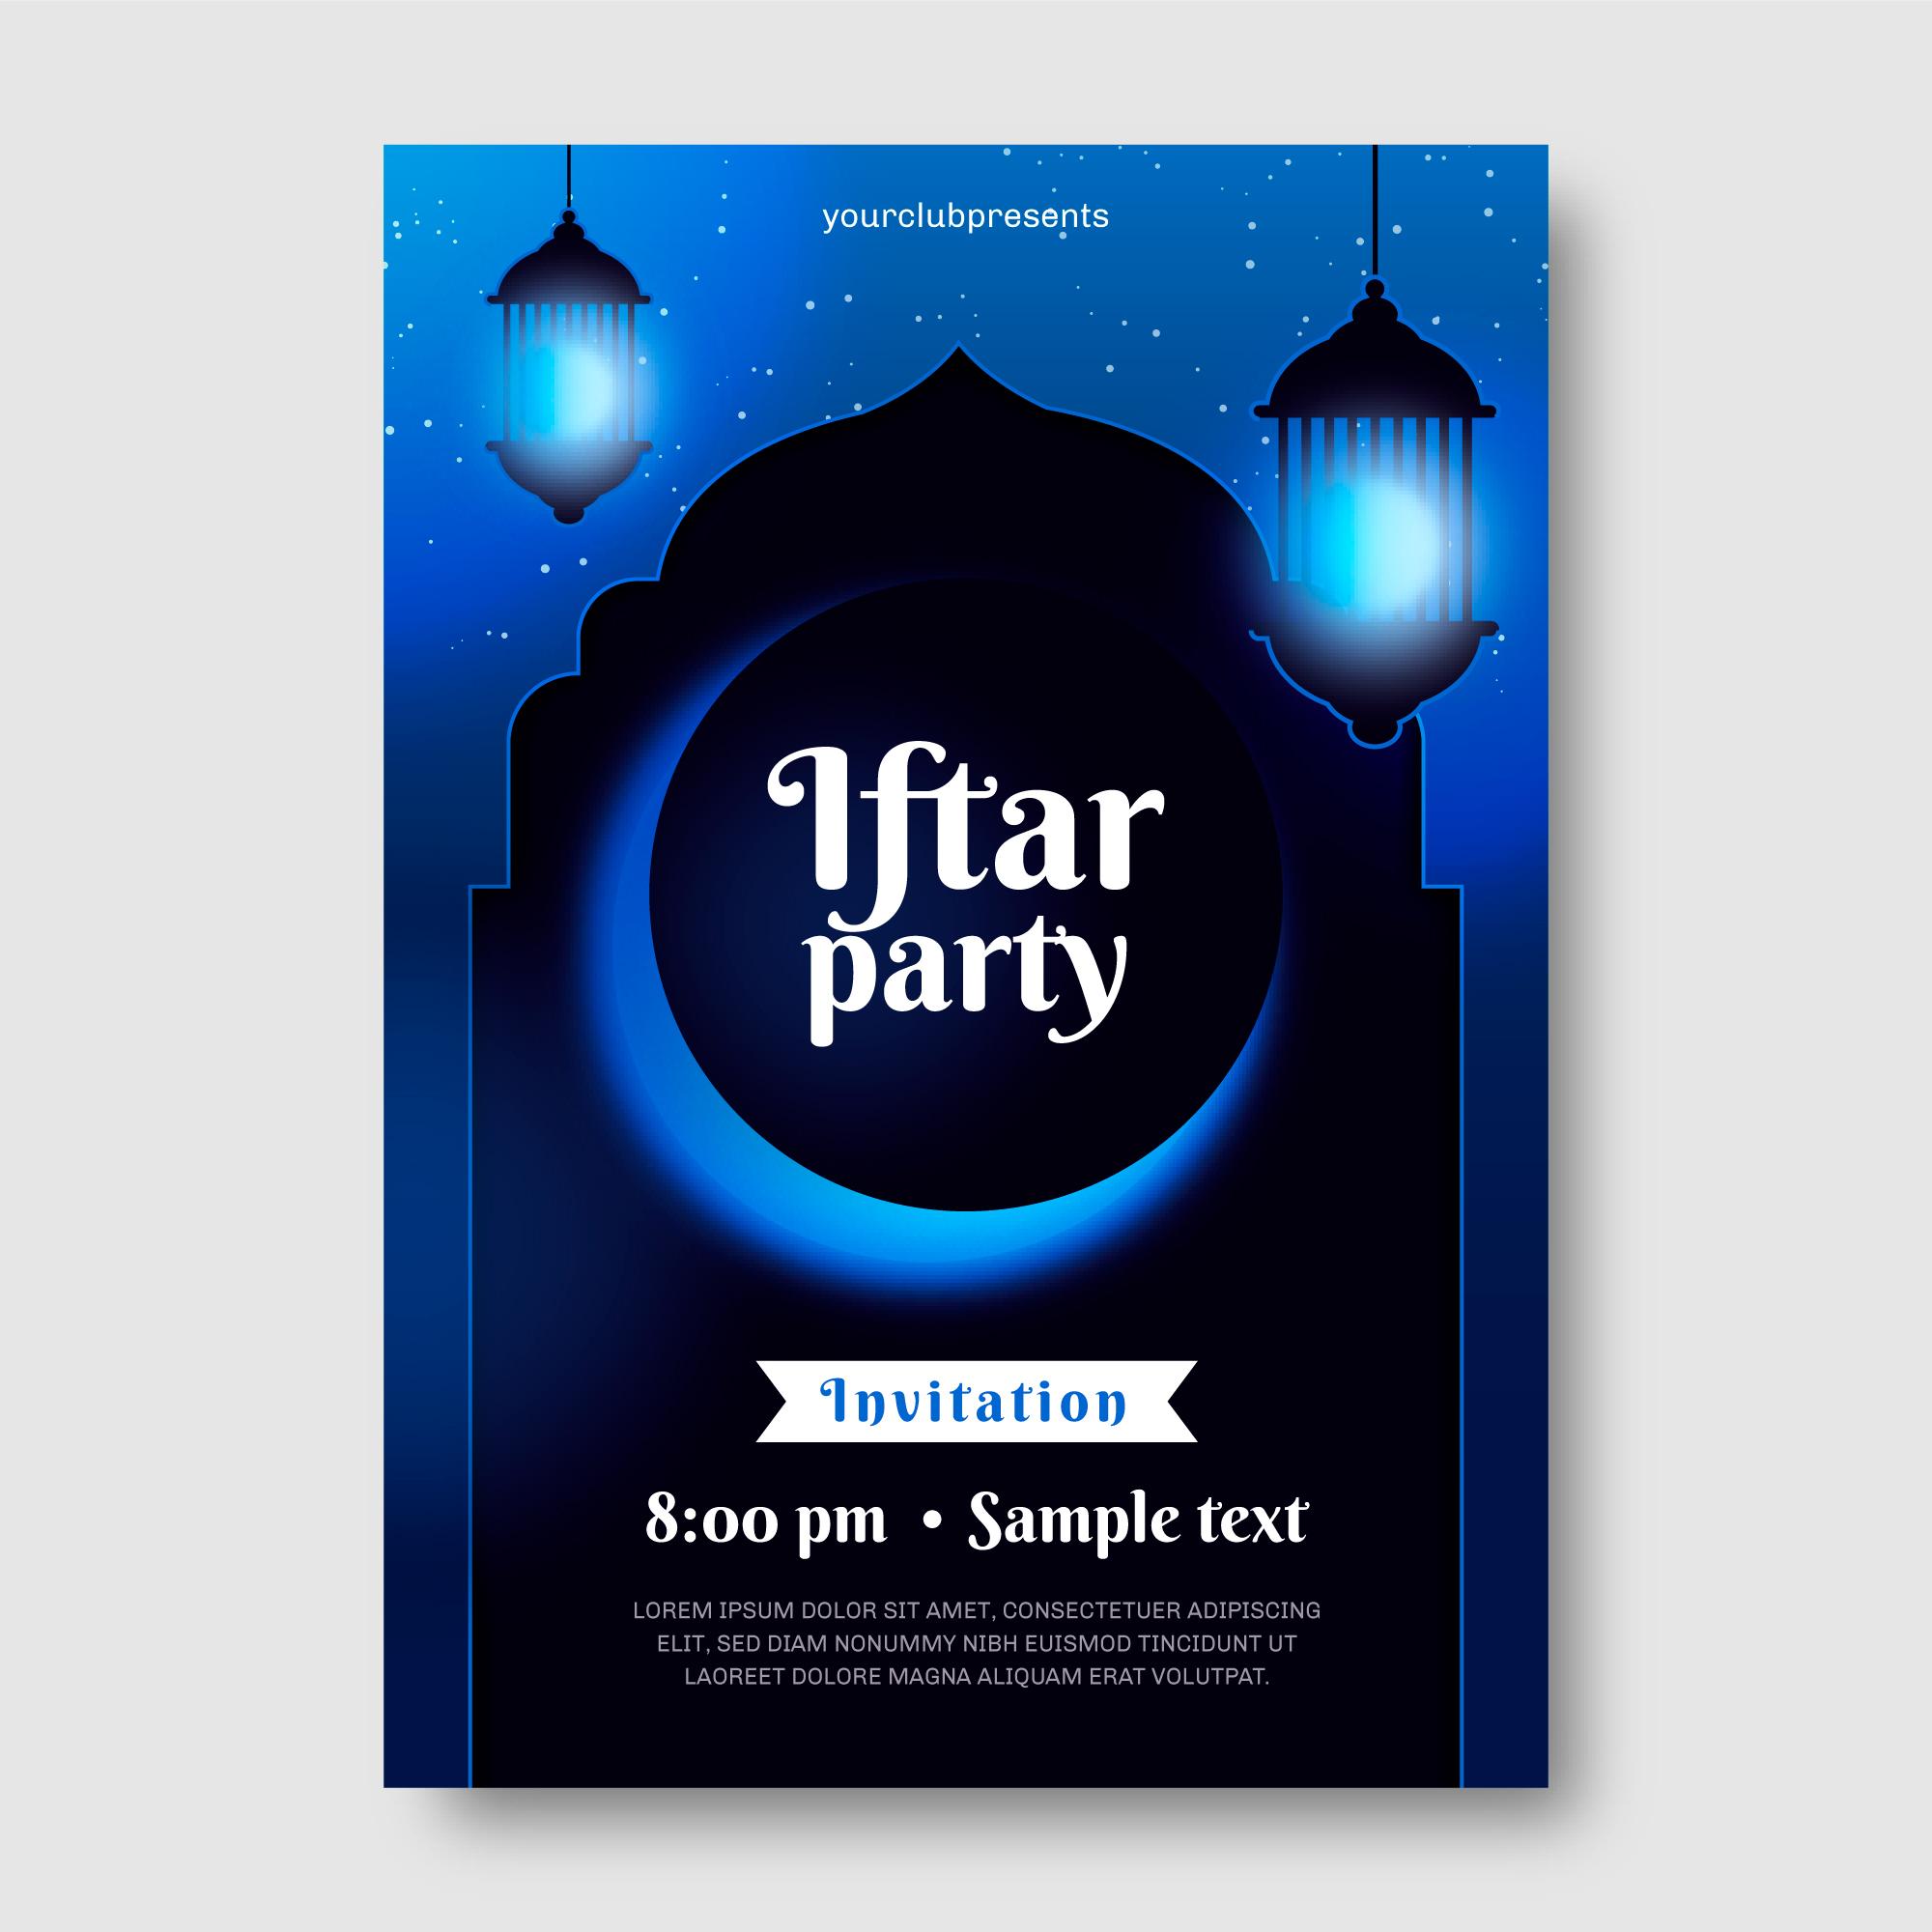 yourclubpresents
Iftar
party
Invitation
8:00 pm • Sample text
LOREM IPSUM DOLOR SIT AMET, CONSECTETUER ADIPISCING
ELIT, SED DIAM NONUMMY NIBH EUISMOD TINCIDUNT UT
LAOREET DOLORE MAGNA ALIQUAM ERAT VOLUTPAT.